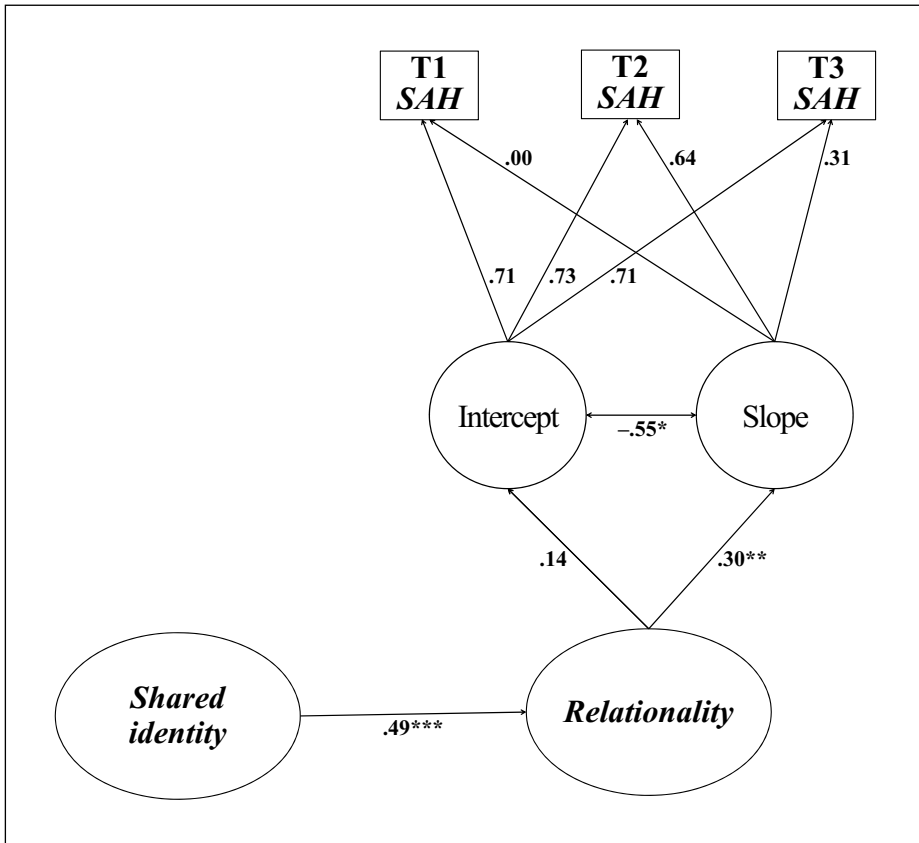 T1
SAH
T2
SAH
T3
SAH
.00
.64
.31
.71
.73
.71
Intercept
–.55*
Slope
.14
.30**
Shared
identity
.49***
Relationality